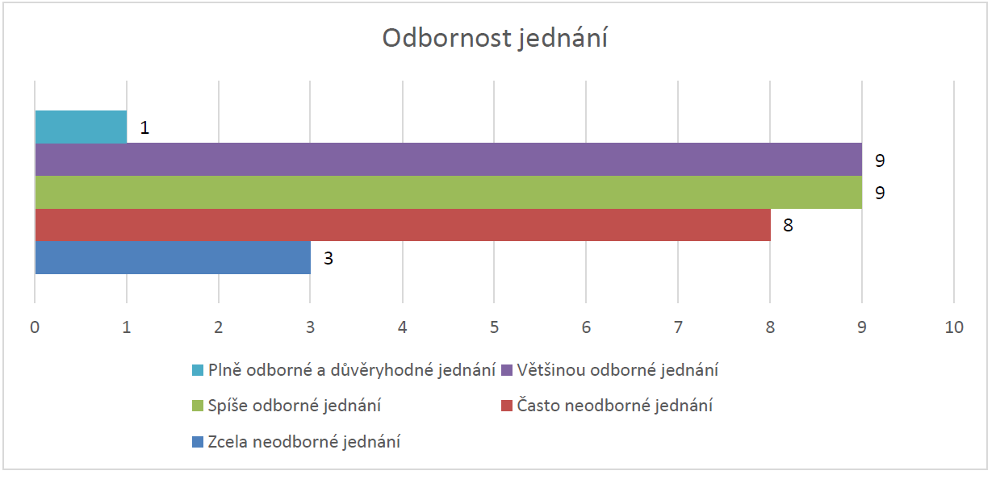 Odbornost jednání
1
9
9
8
3
0 1 2 3 4 5 6 7 8 9 10
Plně odborné a důvěryhodné jednání Většinou odborné jednání
Spíše odborné jednání Často neodborné jednání
Zcela neodborné jednání